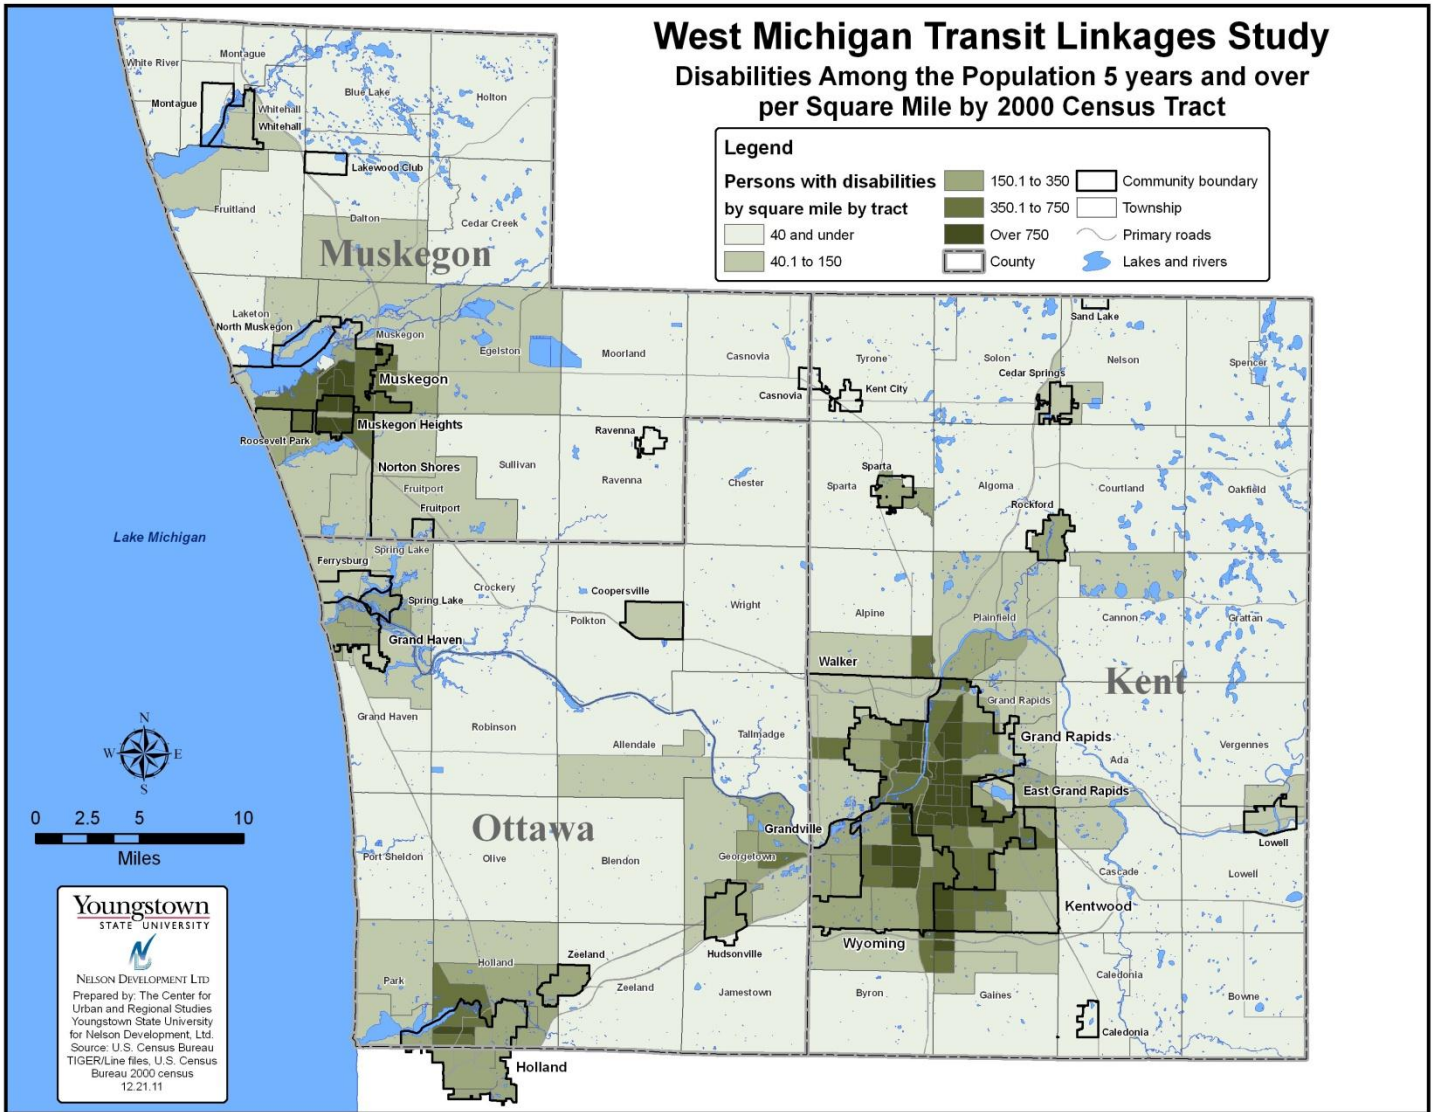 West Michigan Transit Linkages Study
Disabilities Among the Population 5 years and over
per Square Mile by 2000 Census Tract
Legend
Persons with disabilities
by square mile by tract
40 and under
40.1 to 150
150.1 to 350
350.1 to 750
Over 750
County
Community boundary
Township
Primary roads
Lakes and rivers
White River
Montague
Montague
Whitehall
Whitehall
Blue Lake
Holton
Lakewood Club
Fruitland
Dalton
Cedar Creek
Muskegon
Laketon
North Muskegon
Muskegon
Egelston
Moorland
Casnovia
Muskegon
Muskegon Heights
Roosevelt Park
Norton Shores
Sullivan
Ravenna
Ravenna
Fruitport
Fruitport
Casnovia
Kent City
Tyrone
Solon
Cedar Springs
Sand Lake
Nelson
Spencer
Chester
Sparta
Sparta
Algoma
Rockford
Courtland
Oakfield
Lake Michigan
Ferrysburg
Spring Lake
Spring Lake
Grand Haven
Crockery
Coopersville
Polkton
Wright
Alpine
Plainfield
Cannon
Grattan
Walker
Kent
Grand Haven
Robinson
Allendale
Tallmadge
Grand Rapids
Grand Rapids
Ada
Vergennes
East Grand Rapids
Ottawa
Grandville
Georgetown
Port Sheldon
Olive
Blendon
Cascade
Lowell
Lowell
Kentwood
Wyoming
Hudsonville
Zeeland
Holland
Park
Zeeland
Jamestown
Byron
Gaines
Caledonia
Caledonia
Bowne
Holland
N
W
E
S
0 2.5 5 10
Miles
Youngstown
STATE UNIVERSITY
NELSON DEVELOPMENT LTD
Prepared by: The Center for
Urban and Regional Studies
Youngstown State University
for Nelson Development, Ltd.
Source: U.S. Census Bureau
TIGER/Line files, U.S. Census
Bureau 2000 census
12.21.11